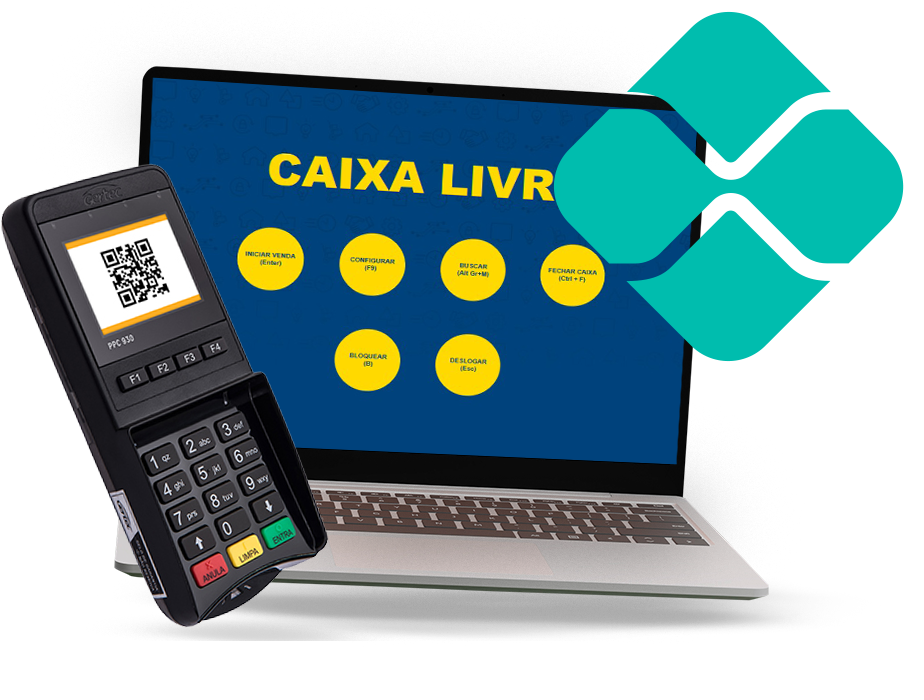 CAIXA LIVR
INICIAR VENDA
(Enter)
CONFIGURAR
(F9)
BUSCAR
(Alt Gr+M)
FECHAR CAIXA
(Ctrl + F)
BLOQUEAR
(B)
DESLOGAR
(Esc)
Gertec
PPC 930
F1 F2 F3 F4
1 qz 2 abc 3 def
4 ghi 5 jkl 6 mno
7 prs 8 tuv 9 wxy
0
ANULA LIMPA ENTRA